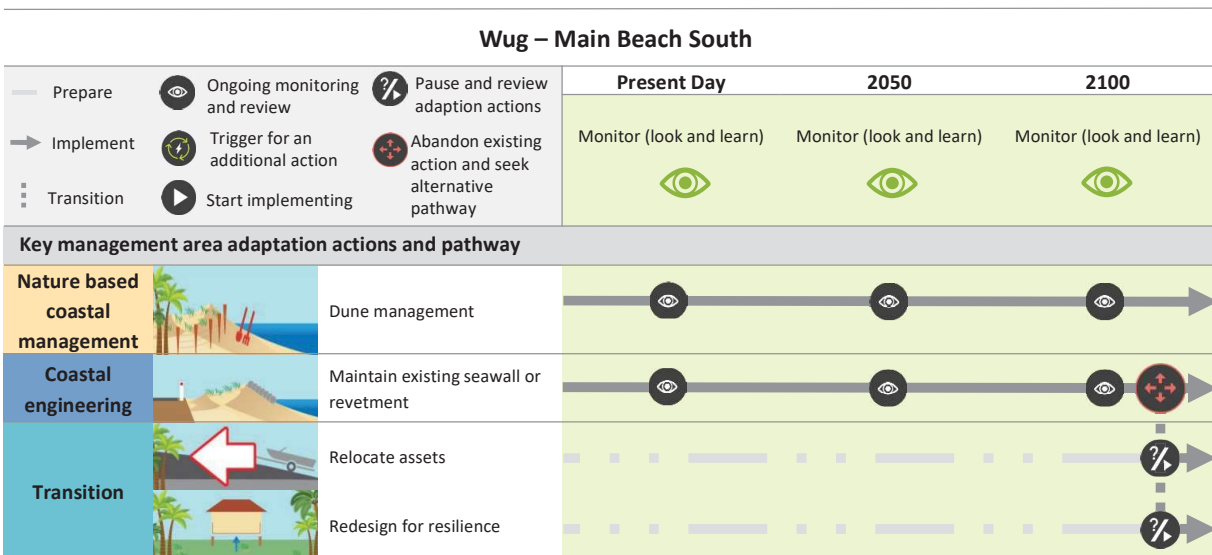 Wug – Main Beach South
Prepare
Implement
Transition
Ongoing monitoring
and review
Trigger for an
additional action
Start implementing
Pause and review
adaption actions
Abandon existing
action and seek
alternative
pathway
Present Day
2050
2100
Monitor (look and learn)
Monitor (look and learn)
Monitor (look and learn)
Key management area adaptation actions and pathway
Nature based
coastal
management
Dune management
Coastal
engineering
Maintain existing seawall or
revetment
Transition
Relocate assets
Redesign for resilience